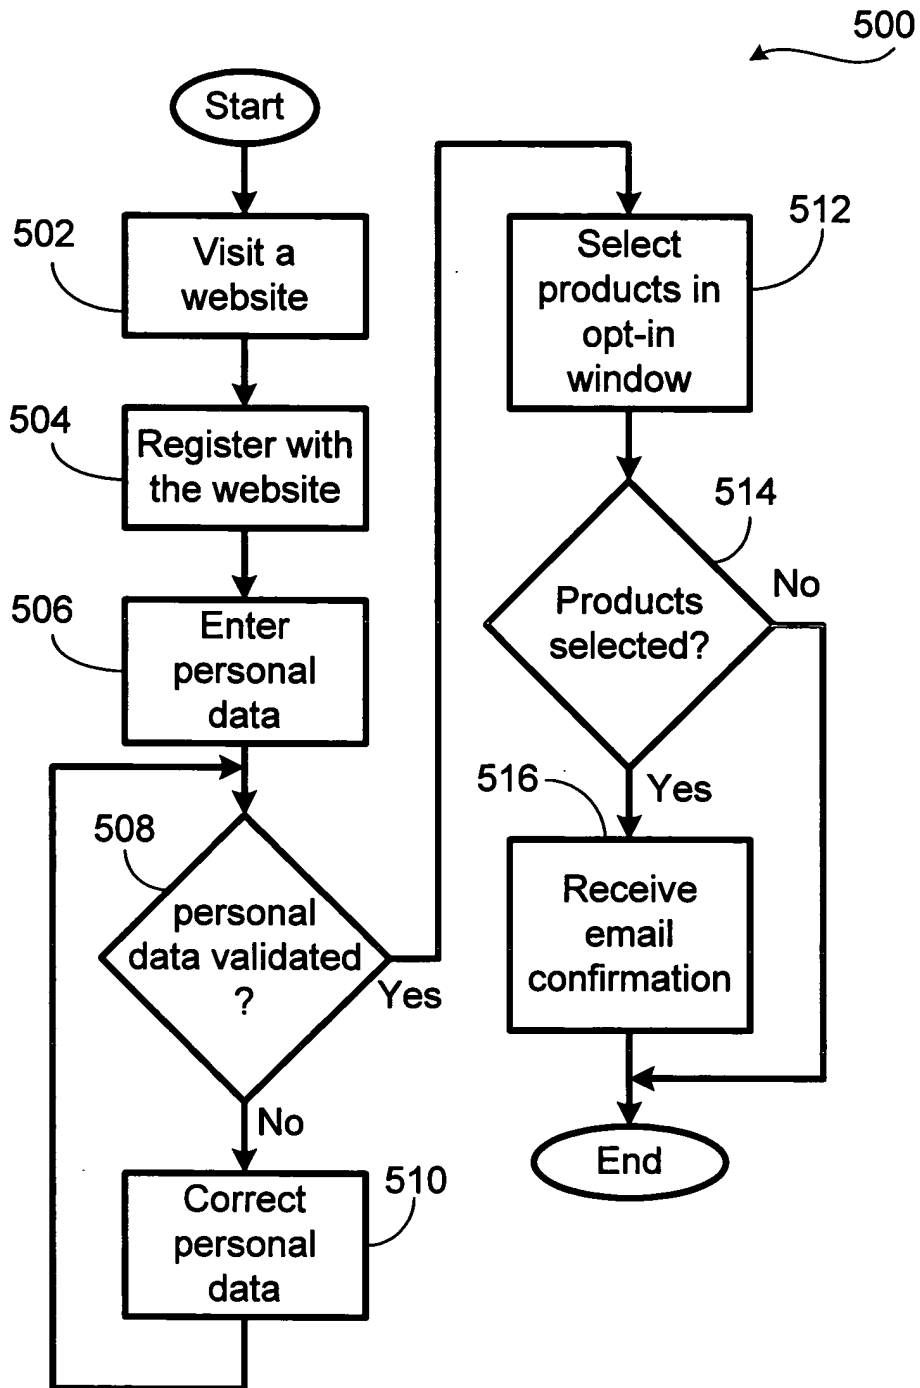 500
Start
502
Visit a
website
504
Register with
the website
506
Enter
personal
data
508
personal
data validated
?
Yes
No
510
Correct
personal
data
512
Select
products in
opt-in
window
514
Products
selected?
No
Yes
516
Receive
email
confirmation
End